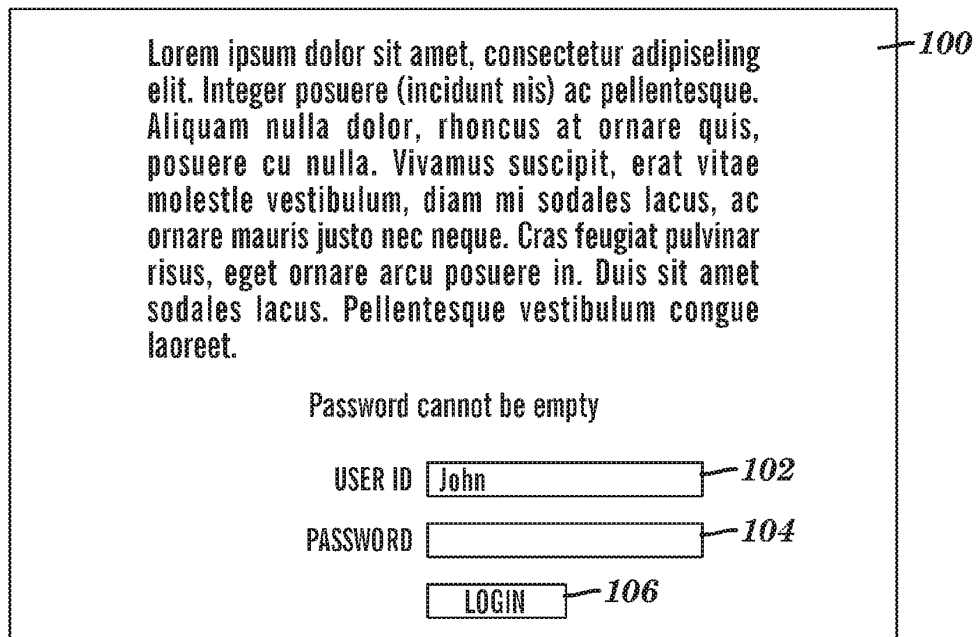 Lorem ipsum dolor sit amet, consectetur adipiseling
elit. Integer posuere (incidunt nis) ac pellentesque.
Aliquam nulla dolor, rhoncus at ornare quis,
posuere cu nulla. Vivamus suscipit, erat vitae
molestle vestibulum, diam mi sodales lacus, ac
ornare mauris justo nec neque. Cras feugiat pulvinar
risus, eget ornare arcu posuere in. Duis sit amet
sodales lacus. Pellentesque vestibulum congue
laoreet.
100
Password cannot be empty
USER ID John 102
PASSWORD 104
LOGIN 106